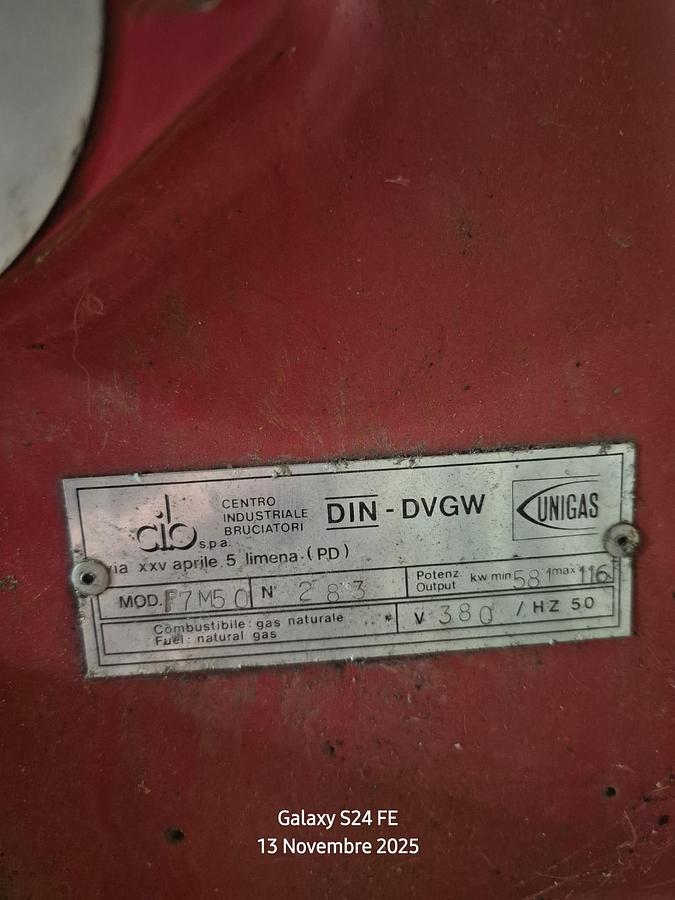 cib s.p.a.
CENTRO
INDUSTRIALE
BRUCIATORI
DIN - DVGW
UNIGAS
via xxv aprile 5 limena (PD)
MOD. P7M50 N° 283 Potenz. Output kw min 58 max 116
Combustibile: gas naturale
Fuel: natural gas
V 380 / HZ 50
Galaxy S24 FE
13 Novembre 2025